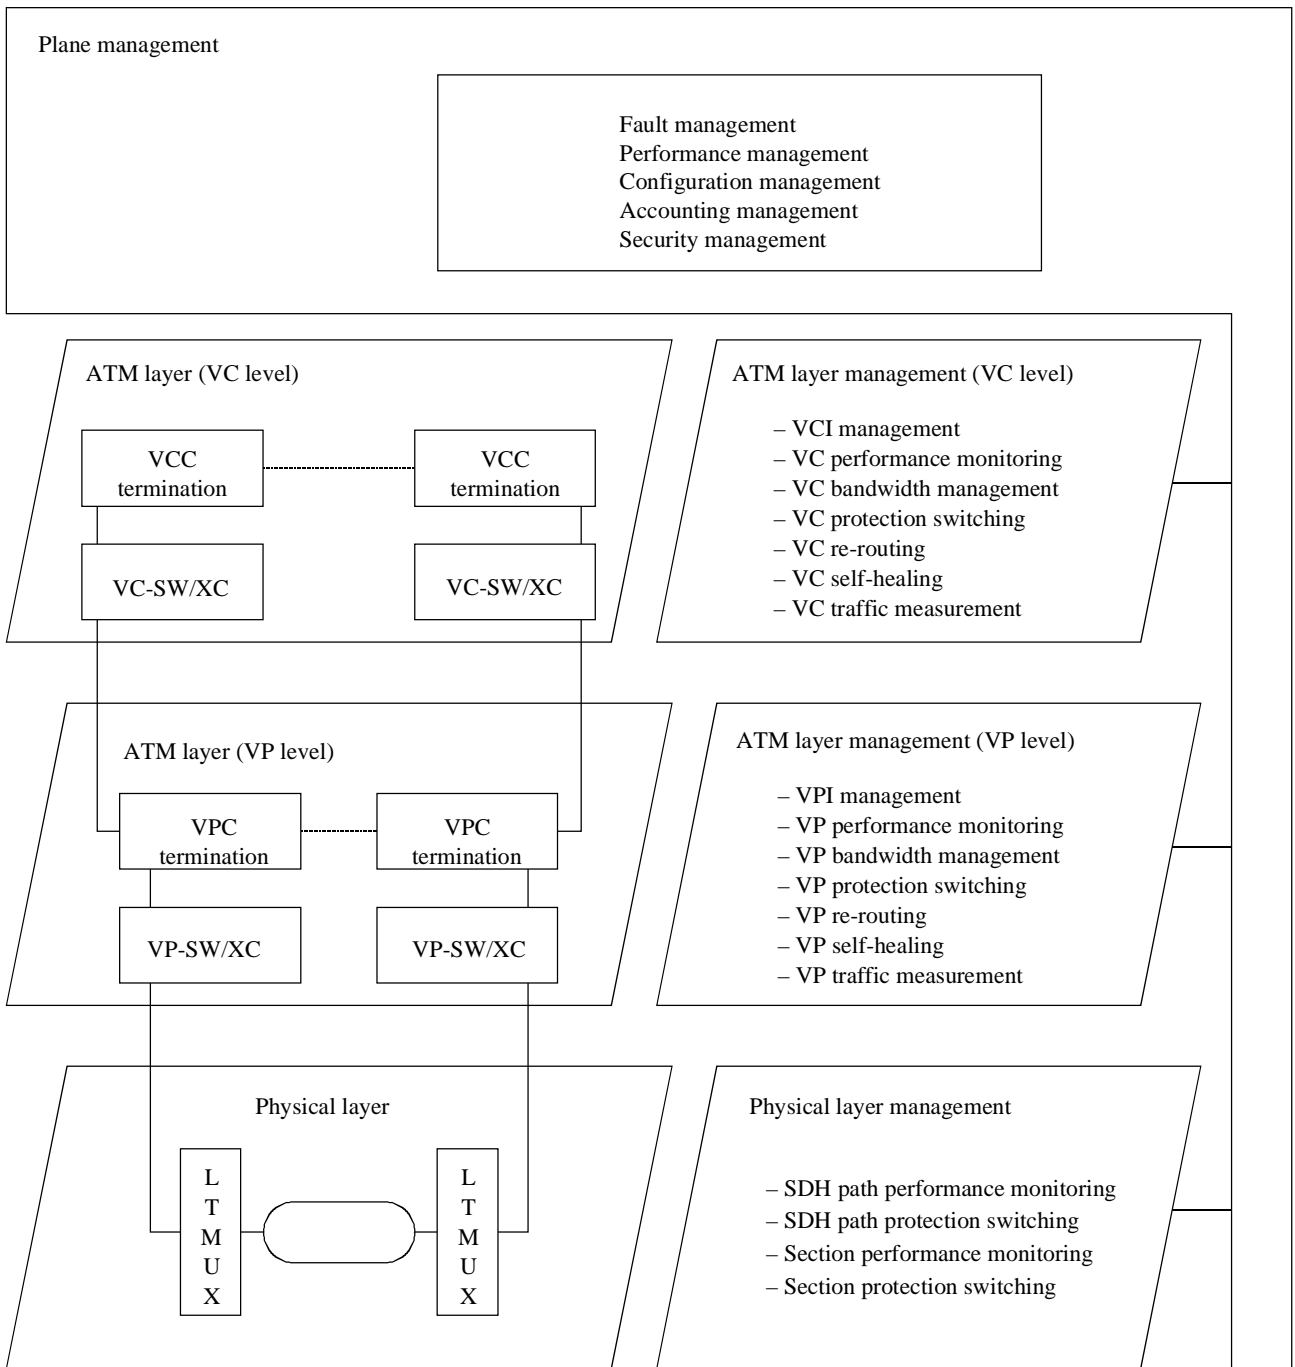 Plane management
Fault management
Performance management
Configuration management
Accounting management
Security management
ATM layer (VC level)
VCC
termination
VCC
termination
VC-SW/XC
VC-SW/XC
ATM layer management (VC level)
– VCI management
– VC performance monitoring
– VC bandwidth management
– VC protection switching
– VC re-routing
– VC self-healing
– VC traffic measurement
ATM layer (VP level)
VPC
termination
VPC
termination
VP-SW/XC
VP-SW/XC
ATM layer management (VP level)
– VPI management
– VP performance monitoring
– VP bandwidth management
– VP protection switching
– VP re-routing
– VP self-healing
– VP traffic measurement
Physical layer
L
T
M
U
X
L
T
M
U
X
Physical layer management
– SDH path performance monitoring
– SDH path protection switching
– Section performance monitoring
– Section protection switching